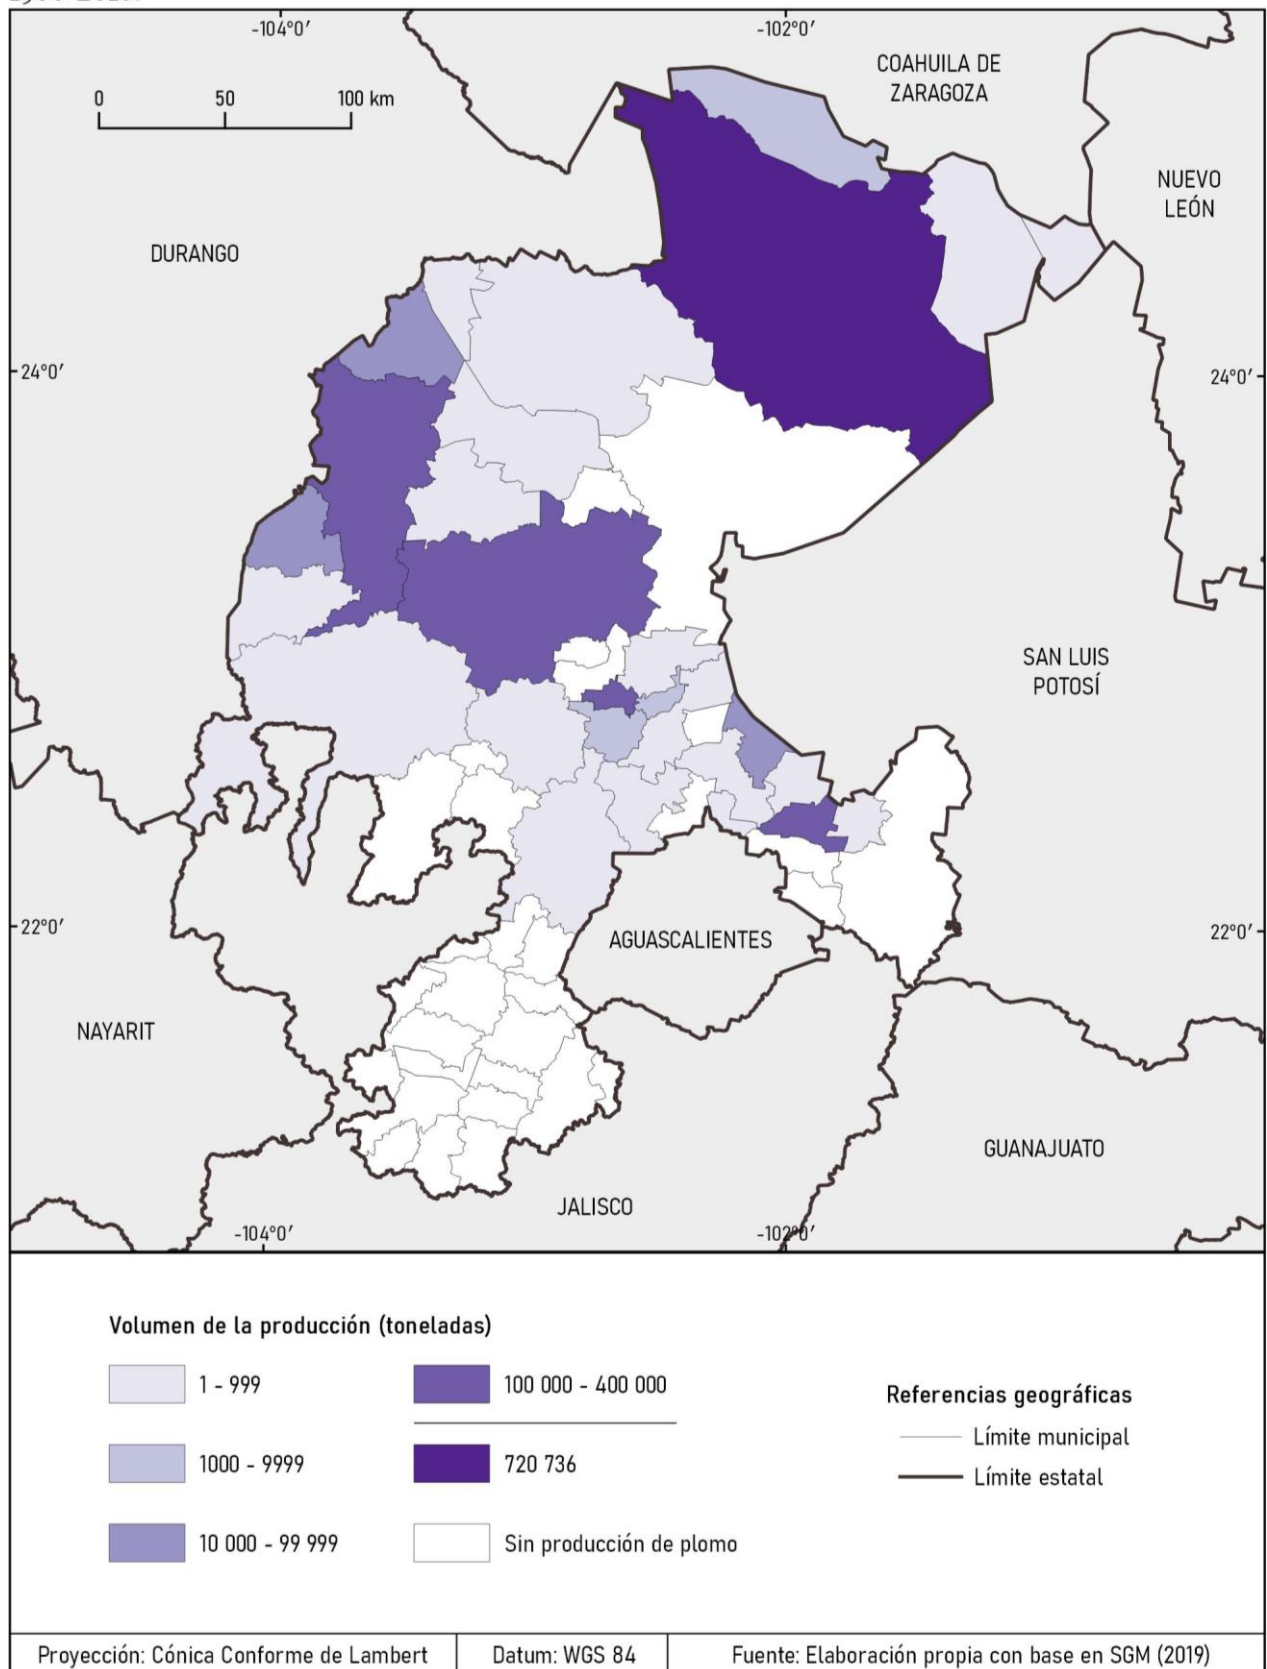 -104°0′
-102°0′
0 50 100 km
COAHUILA DE
ZARAGOZA
NUEVO
LEÓN
DURANGO
24°0′
24°0′
SAN LUIS
POTOSÍ
22°0′
22°0′
AGUASCALIENTES
NAYARIT
GUANAJUATO
JALISCO
-104°0′
-102°0′
Volumen de la producción (toneladas)
1 - 999
1000 - 9999
10 000 - 99 999
100 000 - 400 000
720 736
Sin producción de plomo
Referencias geográficas
Límite municipal
Límite estatal
Proyección: Cónica Conforme de Lambert
Datum: WGS 84
Fuente: Elaboración propia con base en SGM (2019)